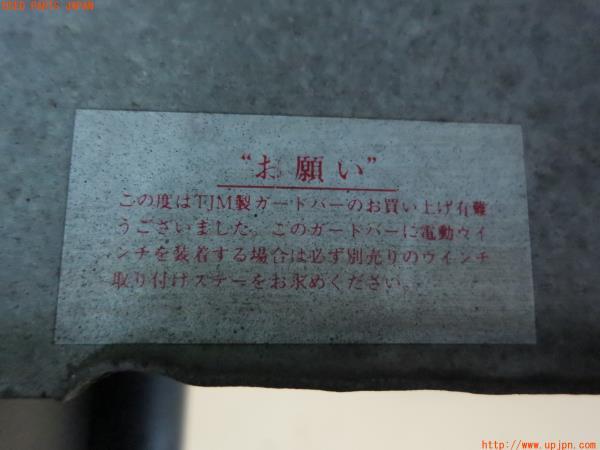 USED PARTS JAPAN
“お願い”
この度はTJM製ガードバーのお買い上げ有難
うございました。このガードバーに電動ウイ
ンチを装着する場合は必ず別売りのウインチ
取り付けステーをお求めください。
http://www.upjpn.com/